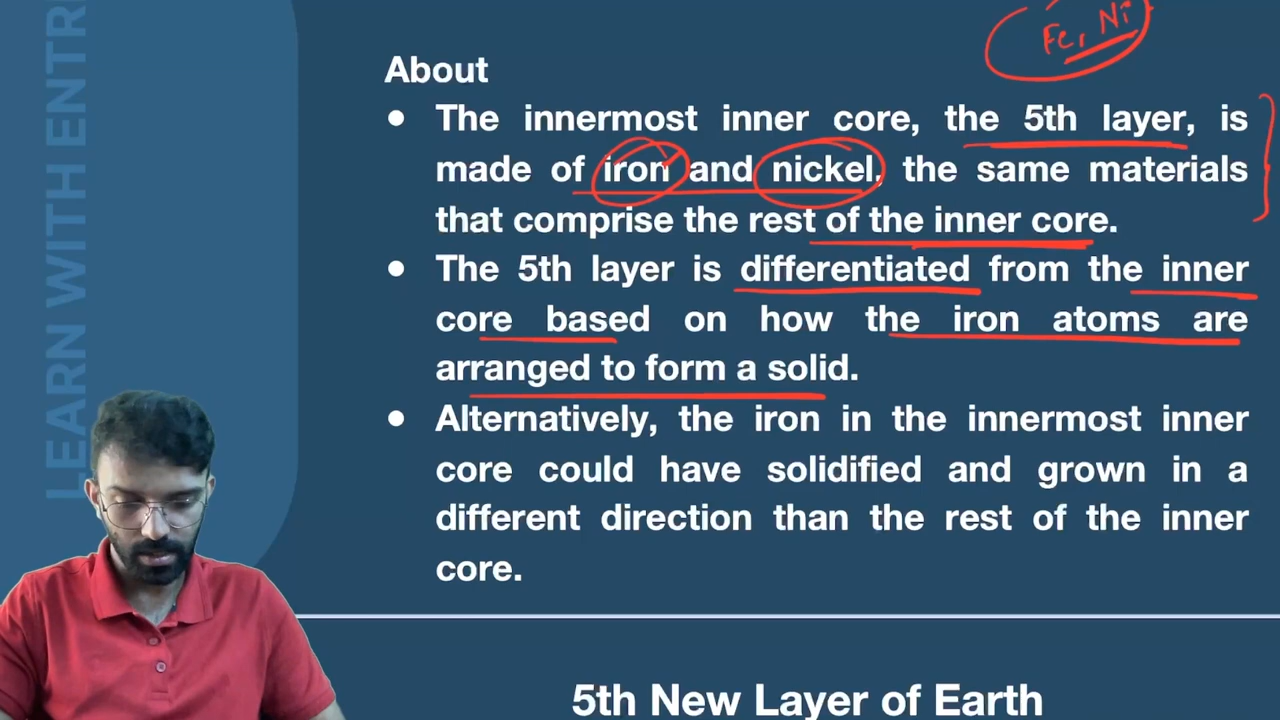 LEARN WITH ENTR
Fe, Ni
About
• The innermost inner core, the 5th layer, is
made of iron and nickel, the same materials
that comprise the rest of the inner core.
• The 5th layer is differentiated from the inner
core based on how the iron atoms are
arranged to form a solid.
• Alternatively, the iron in the innermost inner
core could have solidified and grown in a
different direction than the rest of the inner
core.
5th New Layer of Earth